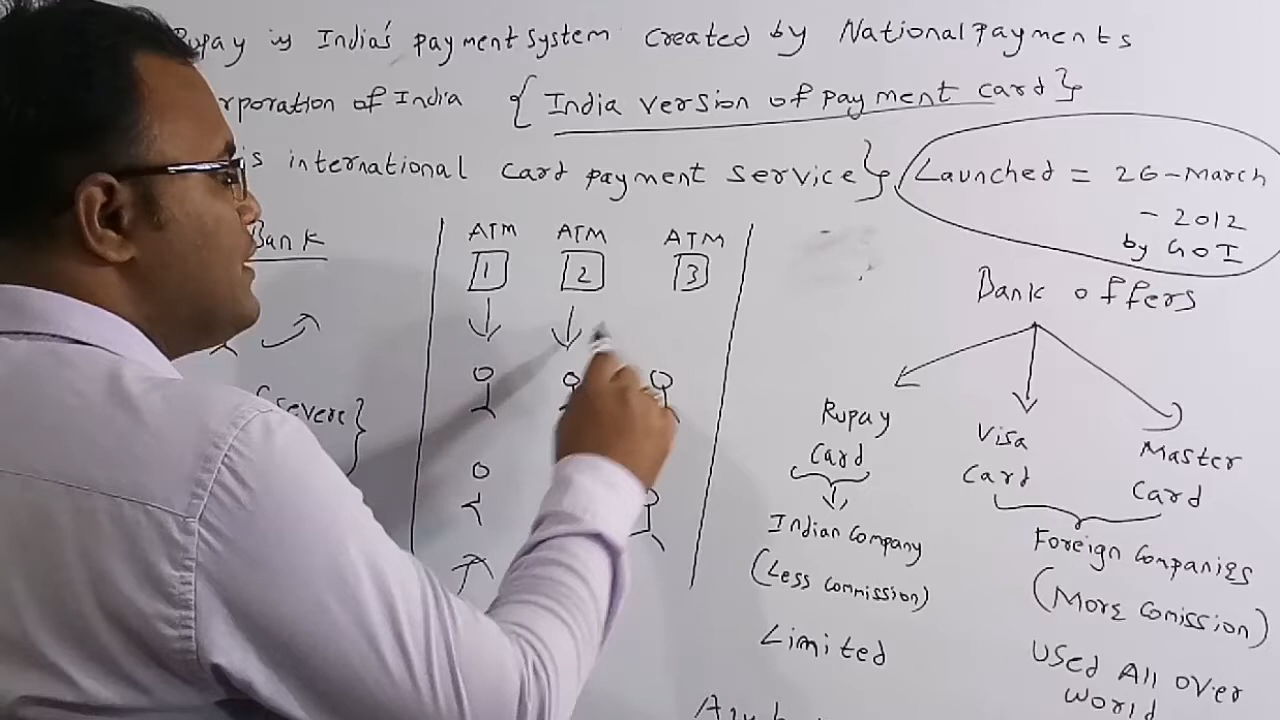 Rupay is India's payment system created by National Payments
rporation of India { India version of payment card }
is international card payment service }
Launched = 26-March
- 2012
by GOI
Bank
ATM ATM ATM
1 2 3
{ Severe }
Bank offers
Rupay
Card
Visa
Card
Master
Card
Indian Company
(Less Commission)
Limited
Foreign Companies
(More Comission)
Used All over
World